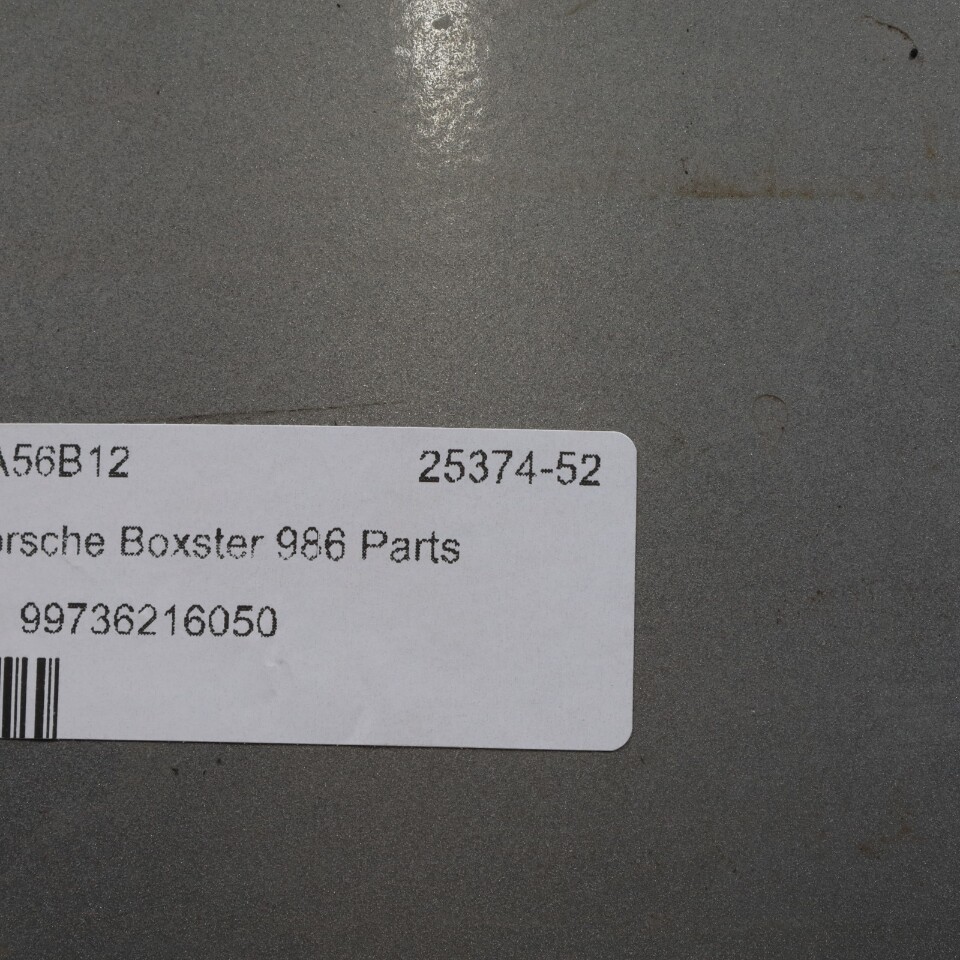 A56B12 25374-52
orsche Boxster 986 Parts
99736216050